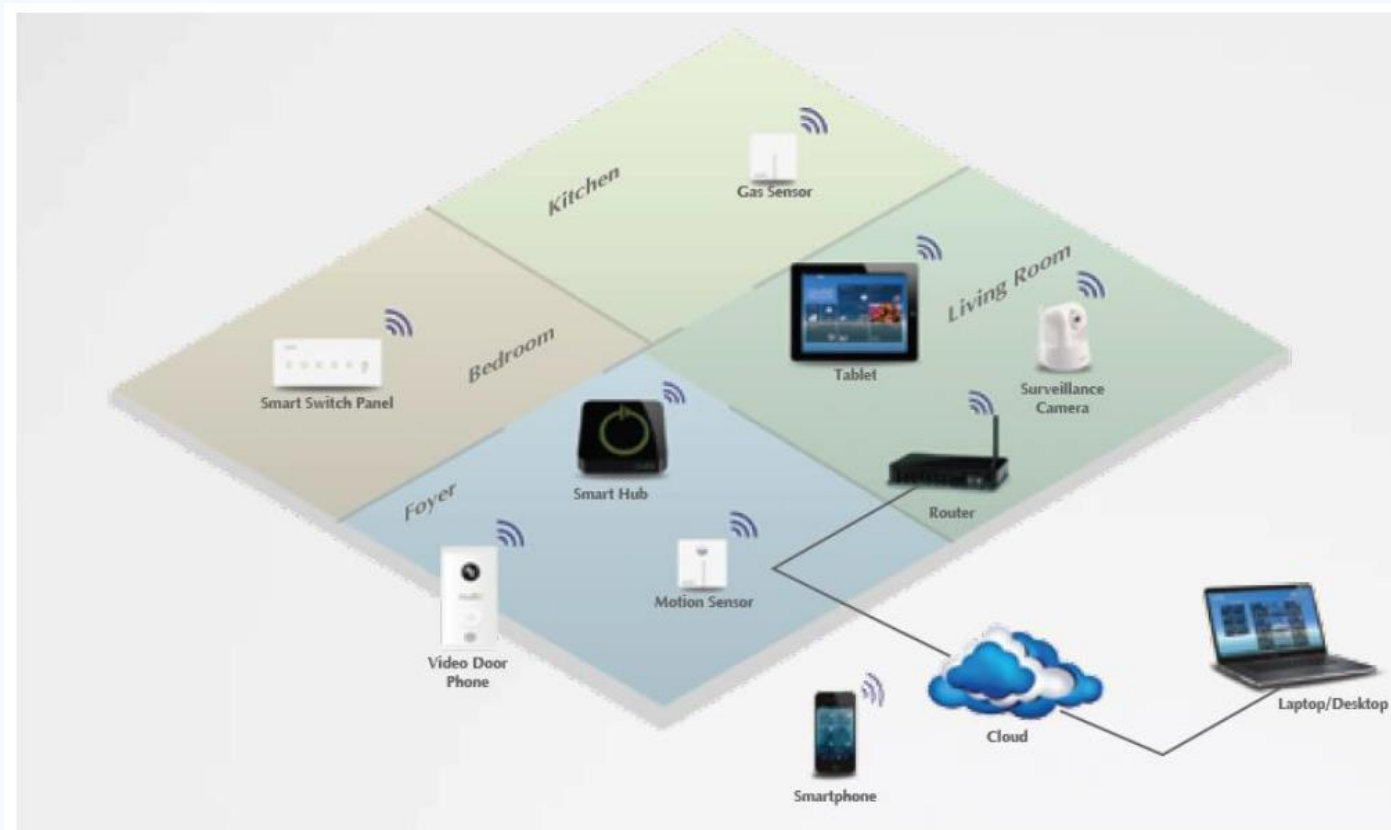 Kitchen
Gas Sensor
Living Room
Tablet
Surveillance
Camera
Bedroom
Smart Switch Panel
Smart Hub
Foyer
Router
Motion Sensor
Video Door
Phone
Cloud
Laptop/Desktop
Smartphone